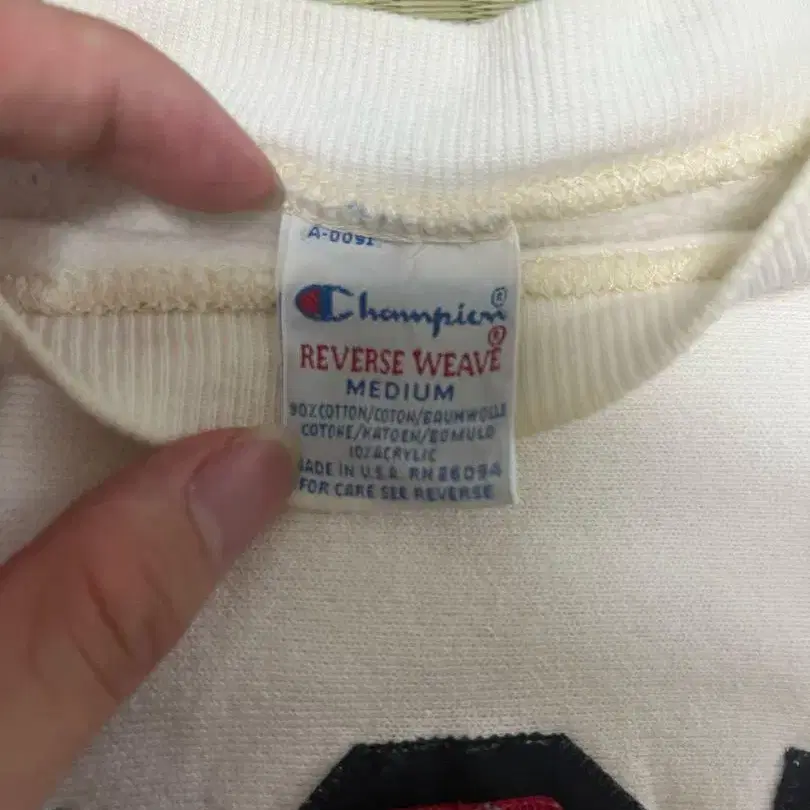 A-0091
Champion®
REVERSE WEAVE®
MEDIUM
90% COTTON/COTON/BAUMWOLLE
COTONE/KATOEN/BOMULD
10% ACRYLIC
MADE IN U.S.A. RN 26094
FOR CARE SEE REVERSE